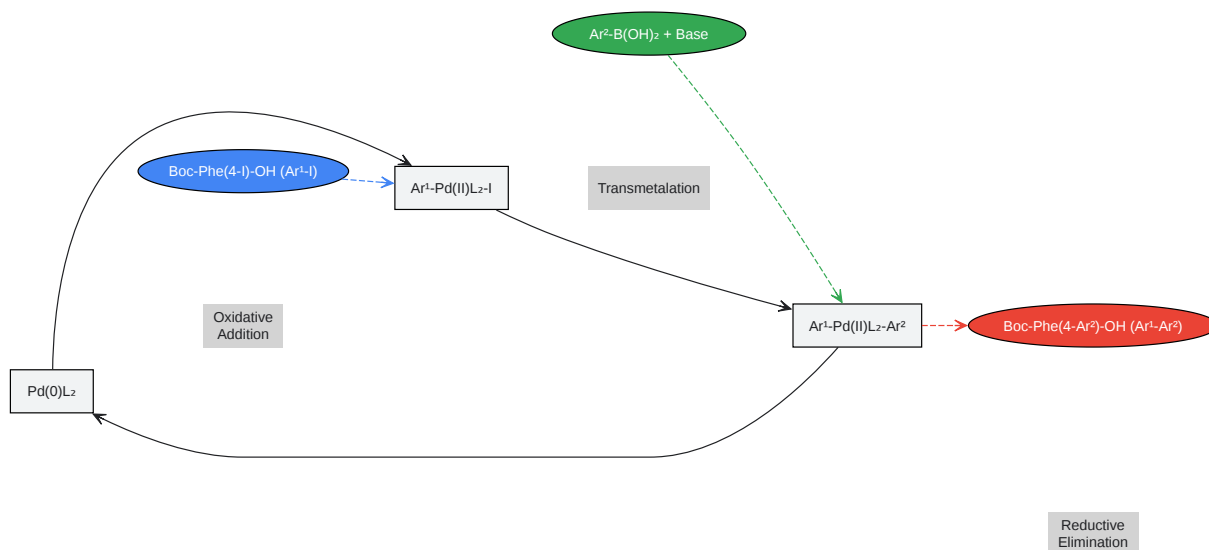 Ar²-B(OH)₂ + Base
Boc-Phe(4-I)-OH (Ar¹-I)
Ar¹-Pd(II)L₂-I
Transmetalation
Oxidative
Addition
Ar¹-Pd(II)L₂-Ar²
Boc-Phe(4-Ar²)-OH (Ar¹-Ar²)
Pd(0)L₂
Reductive
Elimination